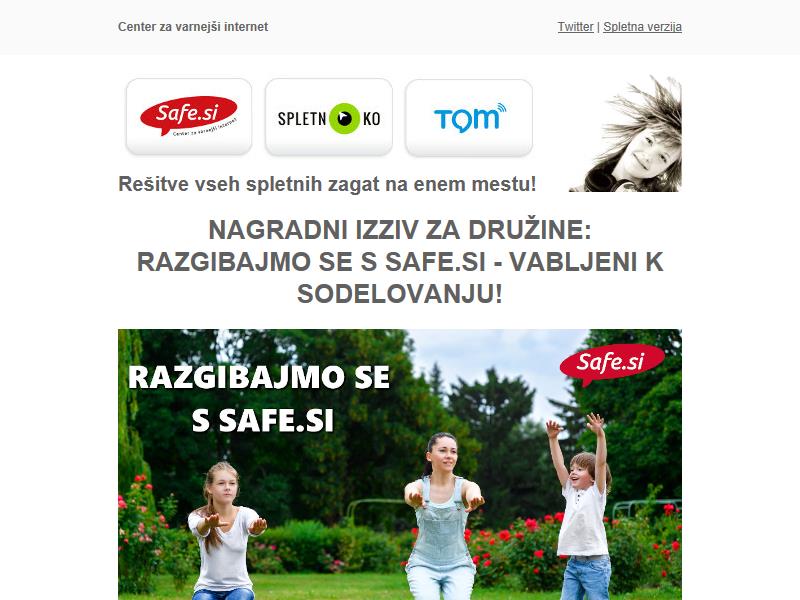 Center za varnejši internet
Twitter | Spletna verzija
Safe.si
Center za varnejši internet
SPLETNO OKO
TOM
Rešitve vseh spletnih zagat na enem mestu!
NAGRADNI IZZIV ZA DRUŽINE:
RAZGIBAJMO SE S SAFE.SI - VABLJENI K
SODELOVANJU!
RAZGIBAJMO SE
S SAFE.SI
Safe.si